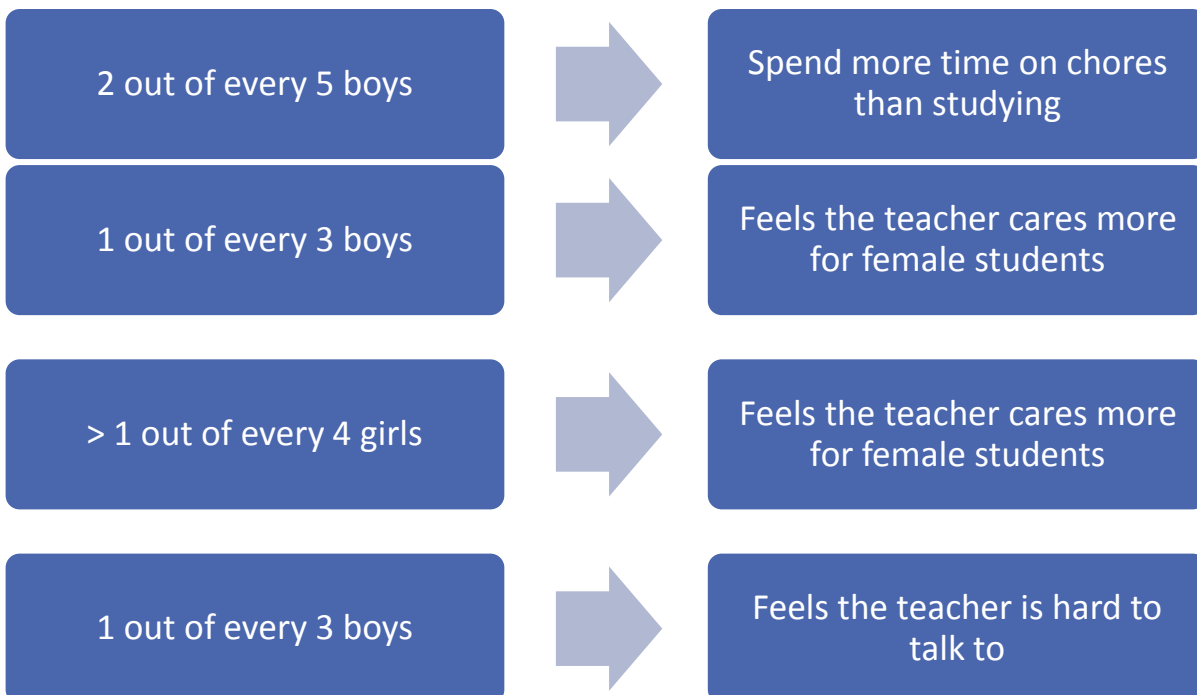 2 out of every 5 boys
Spend more time on chores
than studying
1 out of every 3 boys
Feels the teacher cares more
for female students
> 1 out of every 4 girls
Feels the teacher cares more
for female students
1 out of every 3 boys
Feels the teacher is hard to
talk to